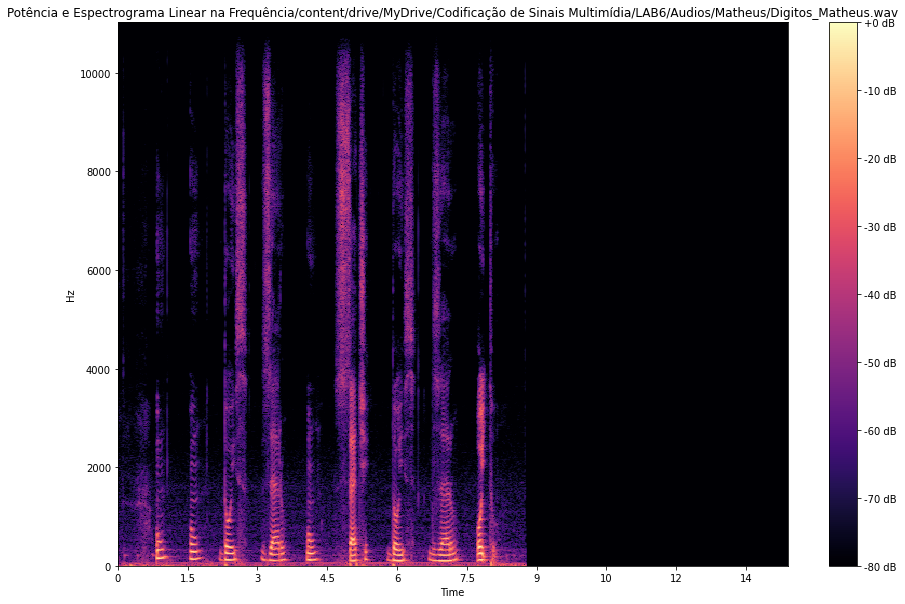 Potência e Espectrograma Linear na Frequência/content/drive/MyDrive/Codificação de Sinais Multimídia/LAB6/Audios/Matheus/Digitos_Matheus.wav
+0 dB
10000
-10 dB
-20 dB
8000
-30 dB
6000
Hz
-40 dB
4000
-50 dB
-60 dB
2000
-70 dB
0
-80 dB
0 1.5 3 4.5 6 7.5 9 10 12 14
Time